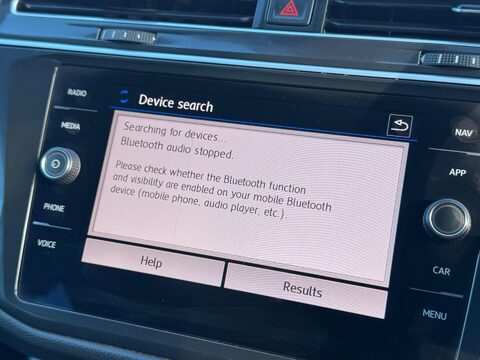 RADIO
MEDIA
PHONE
VOICE
Device search
Searching for devices...
Bluetooth audio stopped.
Please check whether the Bluetooth function
and visibility are enabled on your mobile Bluetooth
device (mobile phone, audio player, etc.).
Help
Results
NAV
APP
CAR
MENU